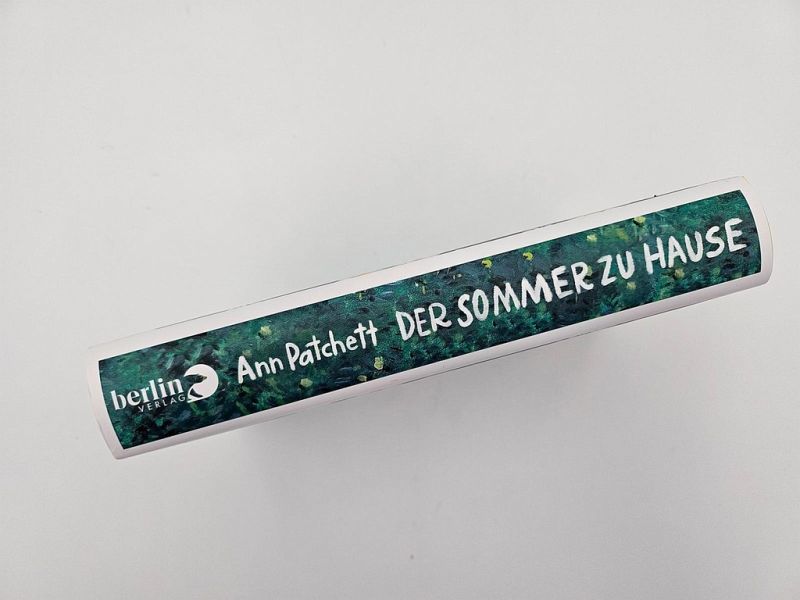 berlin
VERLAG
Ann Patchett
DER SOMMER ZU HAUSE